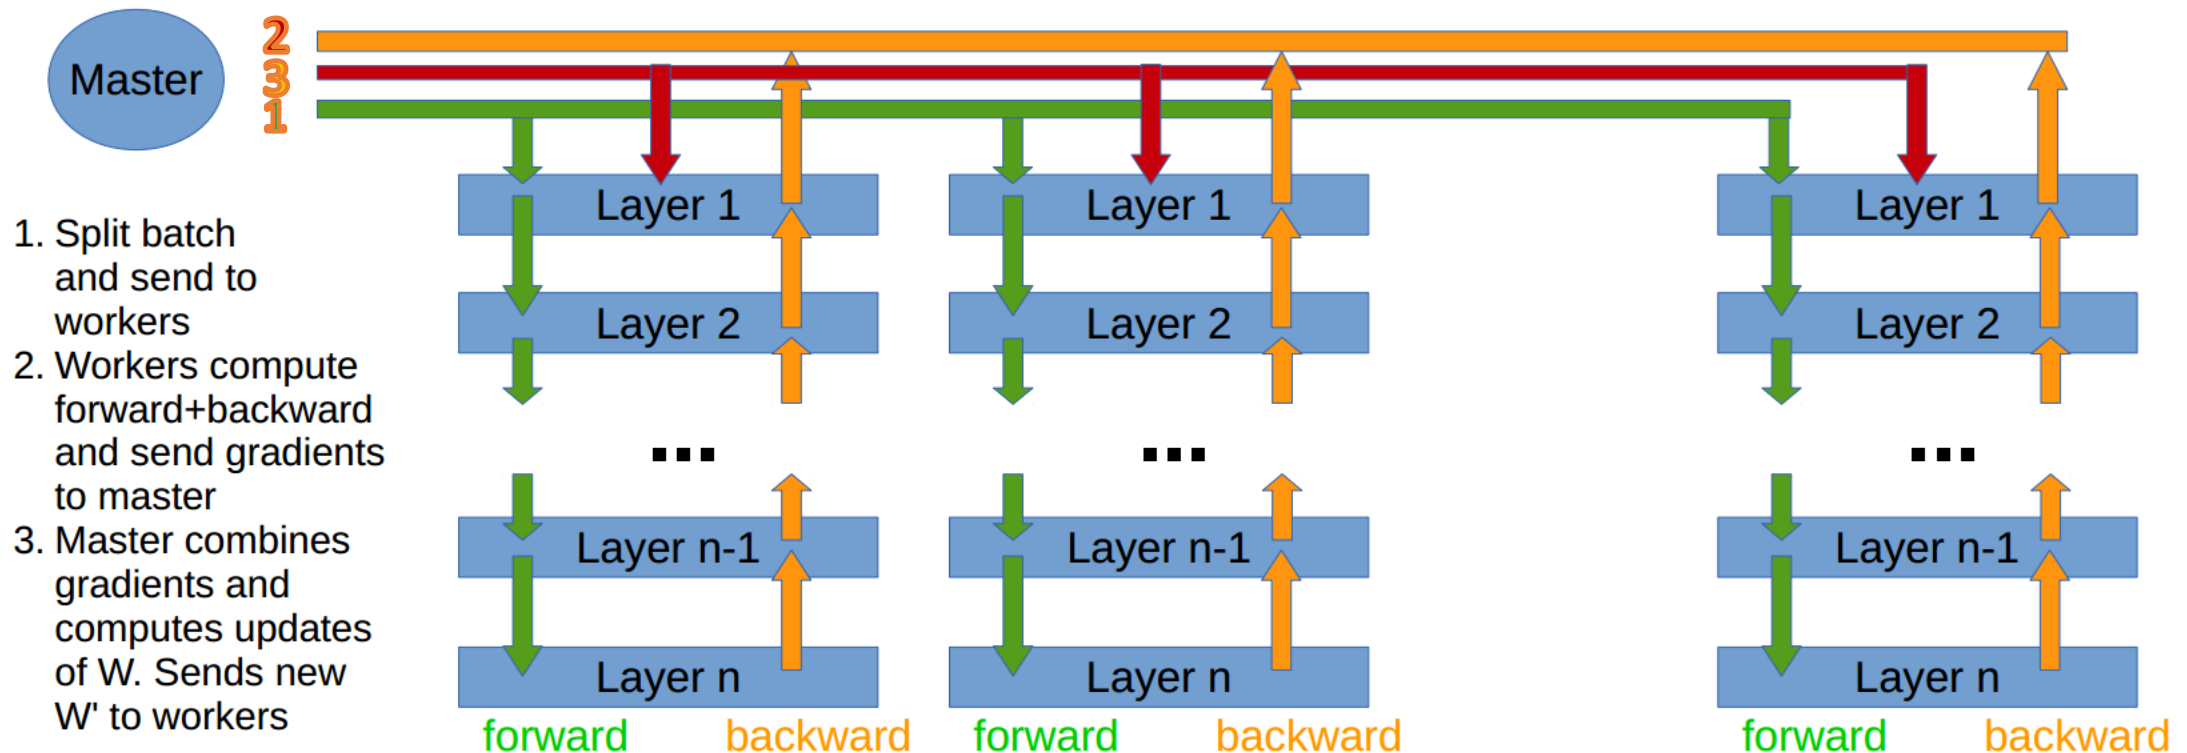 Master
2
3
1
1. Split batch
and send to
workers
2. Workers compute
forward+backward
and send gradients
to master
3. Master combines
gradients and
computes updates
of W. Sends new
W' to workers
Layer 1
Layer 2
...
Layer n-1
Layer n
forward backward
Layer 1
Layer 2
...
Layer n-1
Layer n
forward backward
Layer 1
Layer 2
...
Layer n-1
Layer n
forward backward